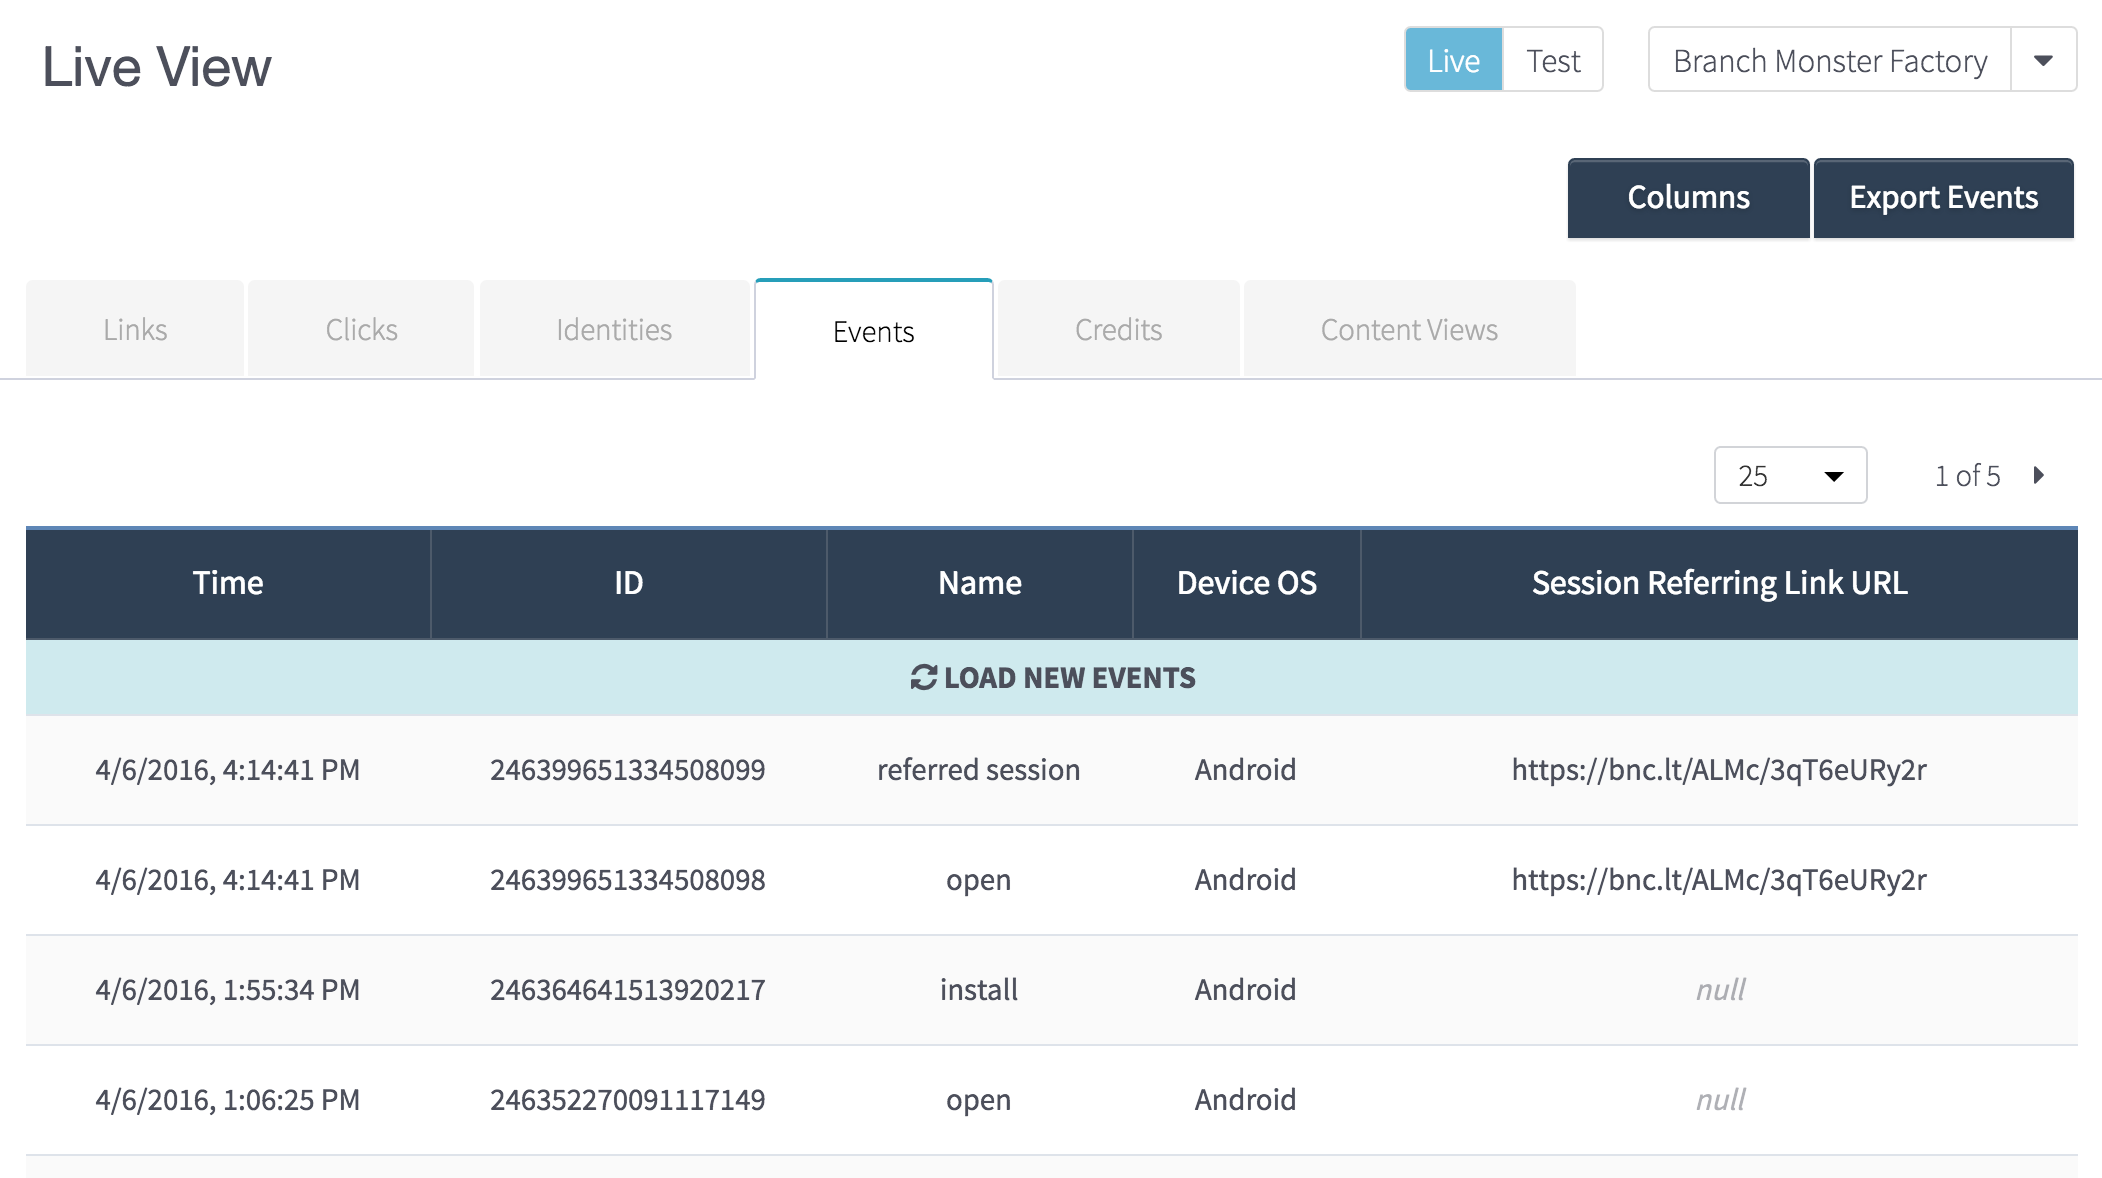 Live View
Live Test Branch Monster Factory
Columns Export Events
Links Clicks Identities Events Credits Content Views
25 1 of 5
Time ID Name Device OS Session Referring Link URL
LOAD NEW EVENTS
4/6/2016, 4:14:41 PM 246399651334508099 referred session Android https://bnc.lt/ALMc/3qT6eURy2r
4/6/2016, 4:14:41 PM 246399651334508098 open Android https://bnc.lt/ALMc/3qT6eURy2r
4/6/2016, 1:55:34 PM 246364641513920217 install Android null
4/6/2016, 1:06:25 PM 246352270091117149 open Android null